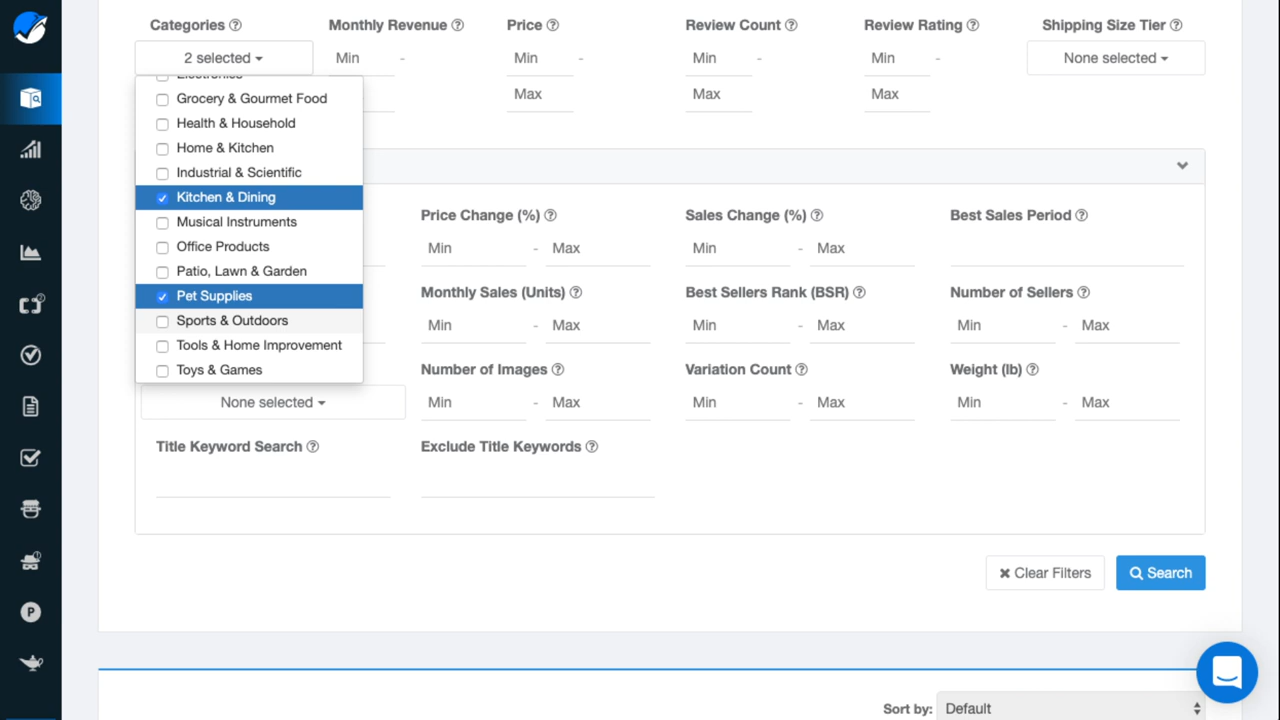 Categories
Monthly Revenue
Price
Review Count
Review Rating
Shipping Size Tier
2 selected
Min -
Min -
Min -
Min -
None selected
Electronics
Grocery & Gourmet Food
Max
Max
Max
Health & Household
Home & Kitchen
Industrial & Scientific
Kitchen & Dining
Musical Instruments
Office Products
Patio, Lawn & Garden
Pet Supplies
Sports & Outdoors
Tools & Home Improvement
Toys & Games
Price Change (%)
Sales Change (%)
Best Sales Period
Min - Max
Min - Max
Monthly Sales (Units)
Best Sellers Rank (BSR)
Number of Sellers
Min - Max
Min - Max
Min - Max
Number of Images
Variation Count
Weight (lb)
None selected
Min - Max
Min - Max
Min - Max
Title Keyword Search
Exclude Title Keywords
Clear Filters
Search
Sort by: Default
P